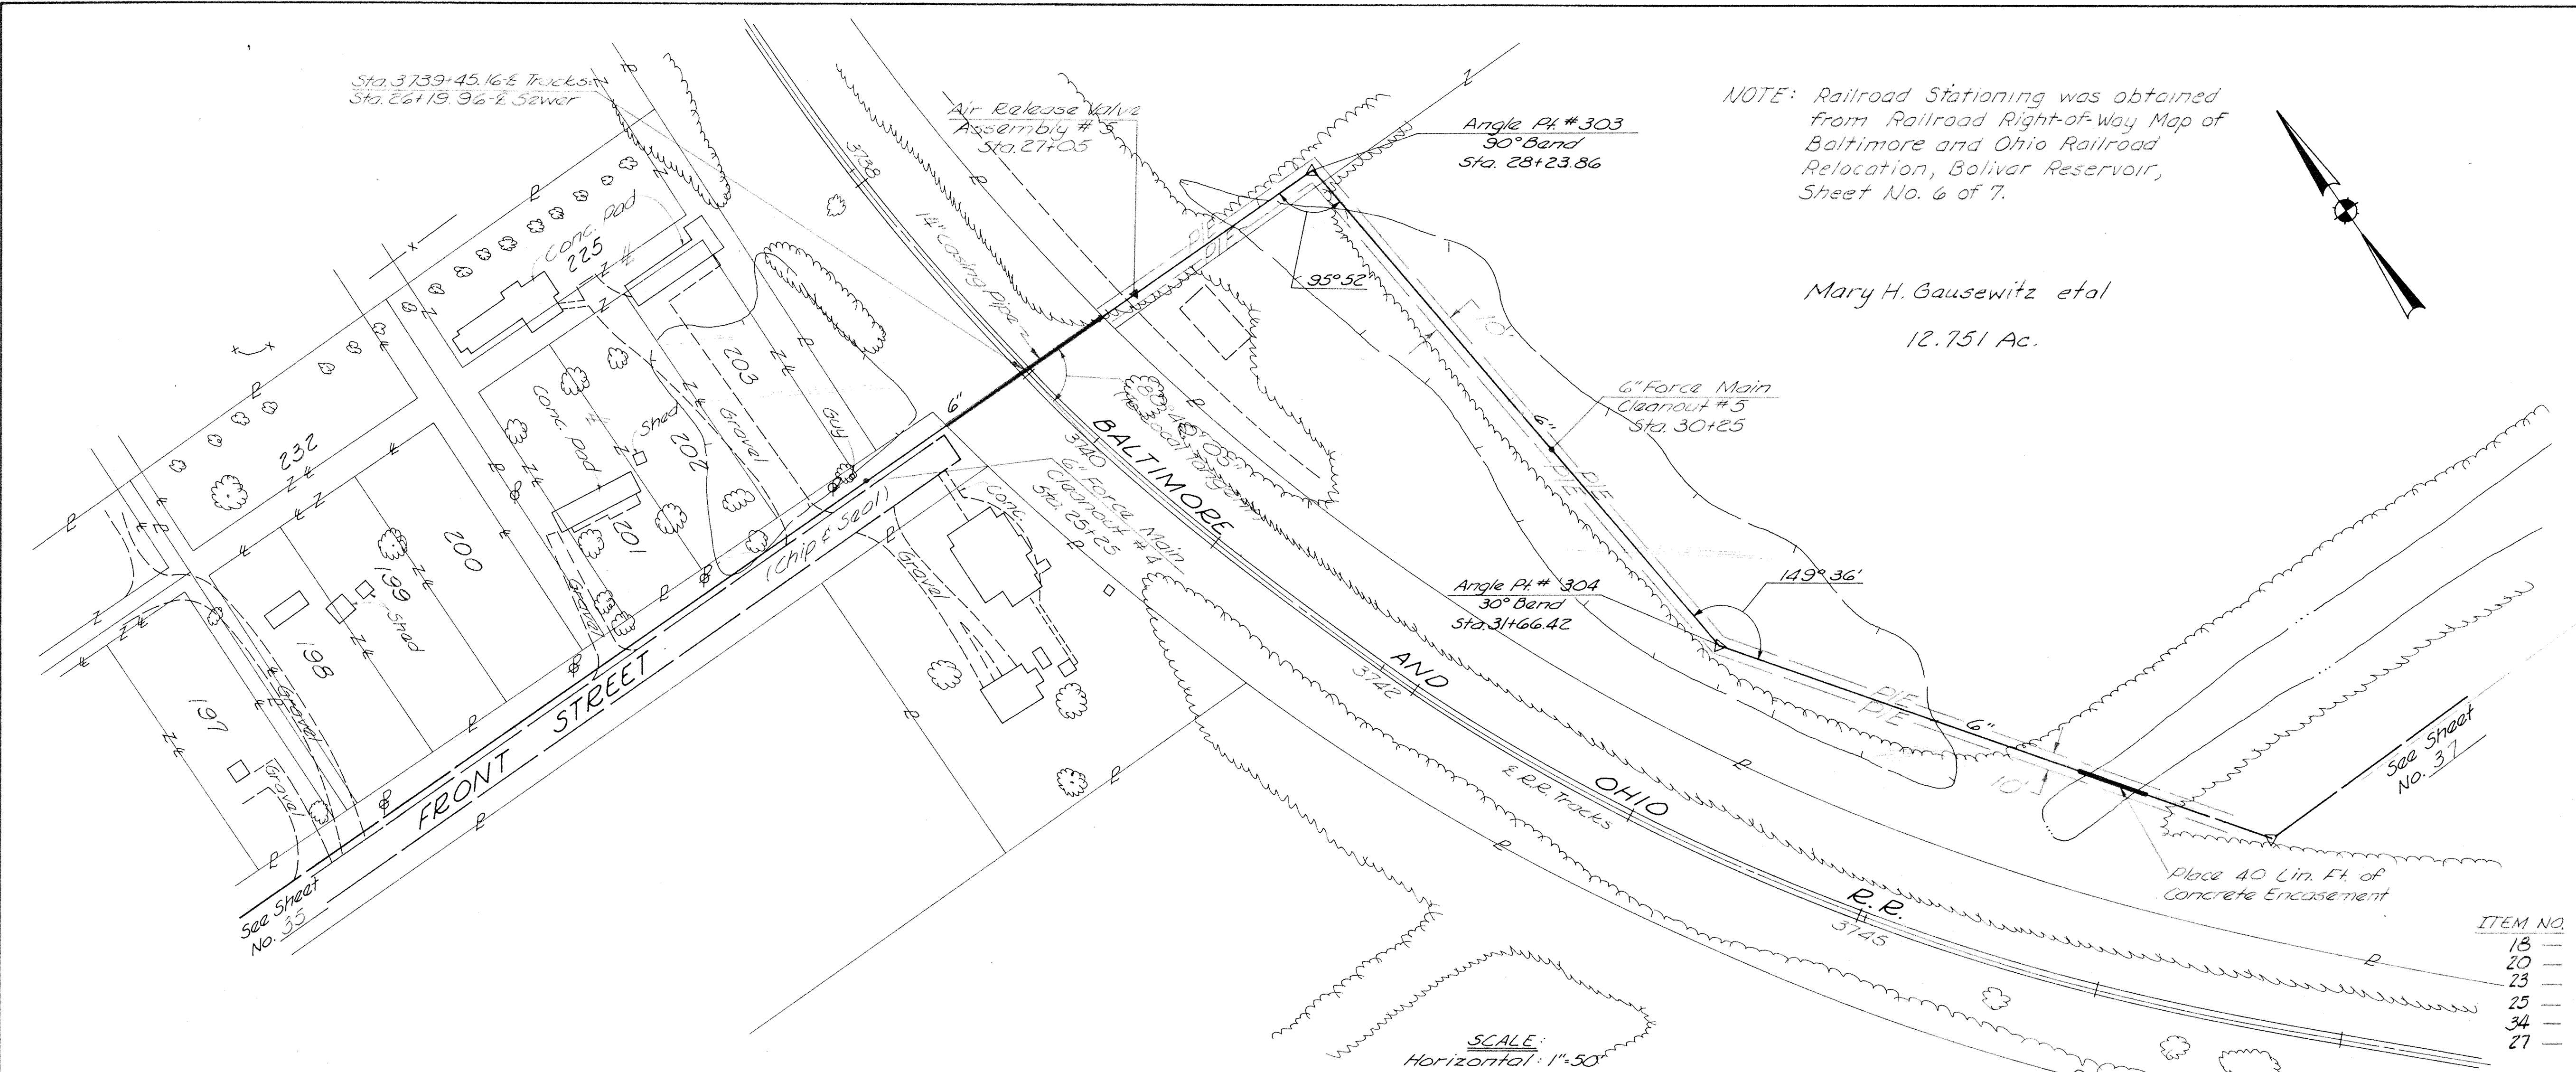 Sta. 3739+45.16-℄ Tracks=
Sta. 26+19.96-℄ Sewer
Air Release Valve
Assembly # 5
Sta. 27+05
Angle Pt. # 303
90° Bend
Sta. 28+23.86
NOTE: Railroad Stationing was obtained
from Railroad Right-of-Way Map of
Baltimore and Ohio Railroad
Relocation, Bolivar Reservoir,
Sheet No. 6 of 7.
Mary H. Gausewitz etal
12.751 Ac.
95° 52'
10'
3738
14" Casing Pipe
Conc. Pad
225
203
Gravel
Guy
6"
Conc. Pad
Shed
202
201
Gravel
232
200
199
Shed
198
197
Gravel
Gravel
(Chip & Seal)
FRONT STREET
See Sheet
No. 35
Conc.
Gravel
6" Force Main
Cleanout # 4
Sta. 25+25
3740
BALTIMORE
AND
OHIO
R.R.
3742
℄ R.R. Tracks
3745
P/E
P/E
6" Force Main
Cleanout # 5
Sta. 30+25
6"
P/E
P/E
Angle Pt. # 304
30° Bend
Sta. 31+66.42
149° 36'
P/E
P/E
6"
10'
See Sheet
No. 37
Place 40 Lin. Ft. of
Concrete Encasement
ITEM NO.
18 —
20 —
23 —
25 —
34 —
27 —
SCALE:
Horizontal: 1"=50'